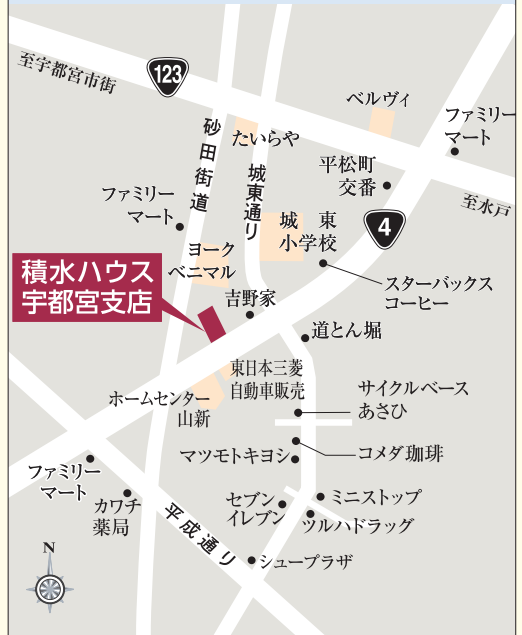 至宇都宮市街
123
ベルヴィ
ファミリー
マート
砂田街道
たいらや
城東通り
平松町
交番
至水戸
ファミリー
マート
城東
小学校
4
ヨーク
ベニマル
積水ハウス
宇都宮支店
スターバックス
コーヒー
吉野家
道とん堀
東日本三菱
自動車販売
ホームセンター
山新
サイクルベース
あさひ
マツモトキヨシ
コメダ珈琲
ファミリー
マート
カワチ
薬局
平成通り
セブン
イレブン
ミニストップ
ツルハドラッグ
シュープラザ
N